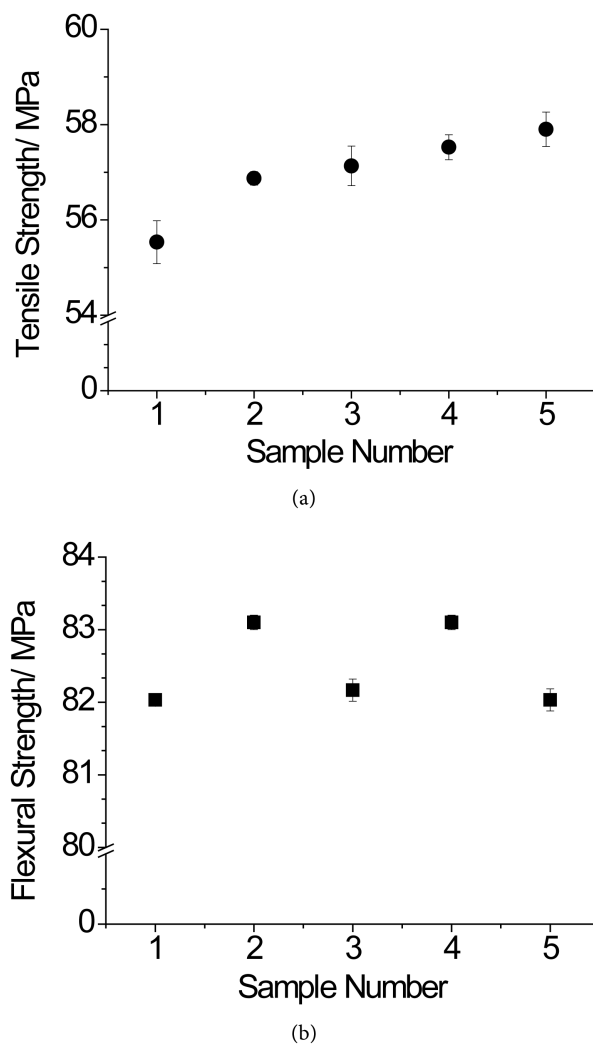 Tensile Strength/ MPa
60
58
56
54
0
1 2 3 4 5
Sample Number
(a)
Flexural Strength/ MPa
84
83
82
81
80
0
1 2 3 4 5
Sample Number
(b)